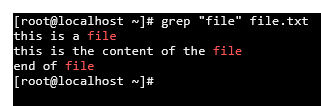 [root@localhost ~]# grep "file" file.txt
this is a file
this is the content of the file
end of file
[root@localhost ~]#